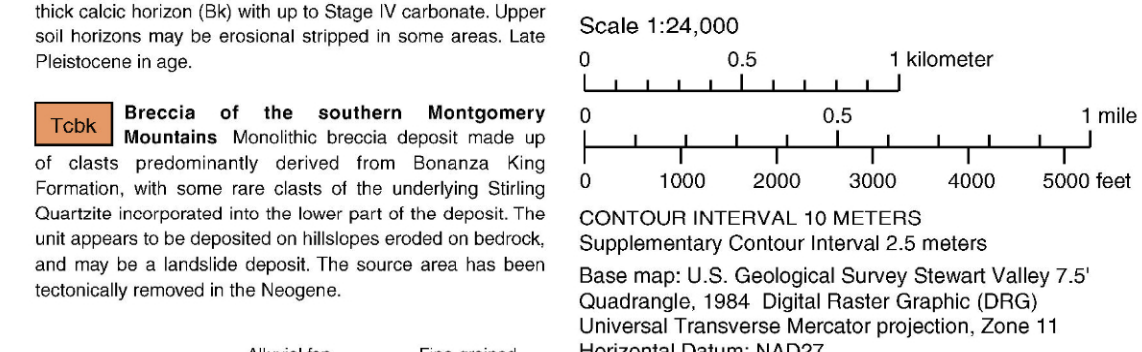 thick calcic horizon (Bk) with up to Stage IV carbonate. Upper
soil horizons may be erosional stripped in some areas. Late
Pleistocene in age.
Tcbk
Breccia of the southern Montgomery
Mountains Monolithic breccia deposit made up
of clasts predominantly derived from Bonanza King
Formation, with some rare clasts of the underlying Stirling
Quartzite incorporated into the lower part of the deposit. The
unit appears to be deposited on hillslopes eroded on bedrock,
and may be a landslide deposit. The source area has been
tectonically removed in the Neogene.
Alluvial fan Fine-grained
Scale 1:24,000
0 0.5 1 kilometer
0 0.5 1 mile
0 1000 2000 3000 4000 5000 feet
CONTOUR INTERVAL 10 METERS
Supplementary Contour Interval 2.5 meters
Base map: U.S. Geological Survey Stewart Valley 7.5'
Quadrangle, 1984 Digital Raster Graphic (DRG)
Universal Transverse Mercator projection, Zone 11
Horizontal Datum: NAD27